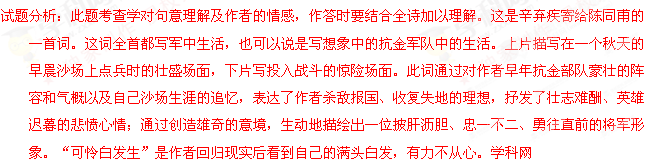 试题分析：此题考查学对句意理解及作者的情感，作答时要结合全诗加以理解。这是辛弃疾寄给陈同甫的
一首词。这词全首都写军中生活，也可以说是写想象中的抗金军队中的生活。上片描写在一个秋天的
早晨沙场上点兵时的壮盛场面，下片写投入战斗的惊险场面。此词通过对作者早年抗金部队豪壮的阵
容和气概以及自己沙场生涯的追忆，表达了作者杀敌报国、收复失地的理想，抒发了壮志难酬、英雄
迟暮的悲愤心情；通过创造雄奇的意境，生动地描绘出一位披肝沥胆、忠一不二、勇往直前的将军形
象。“可怜白发生”是作者回归现实后看到自己的满头白发，有力不从心。学科网